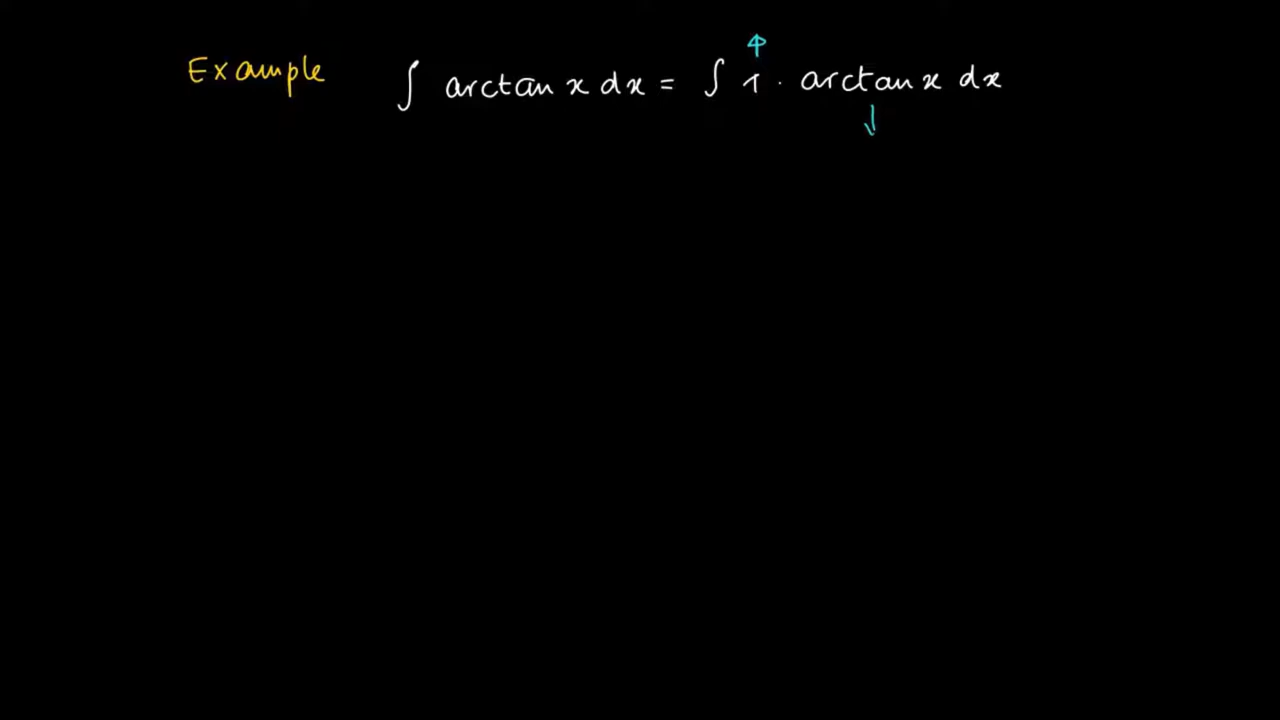 Example ∫ arctan x dx = ∫ 1 · arctan x dx